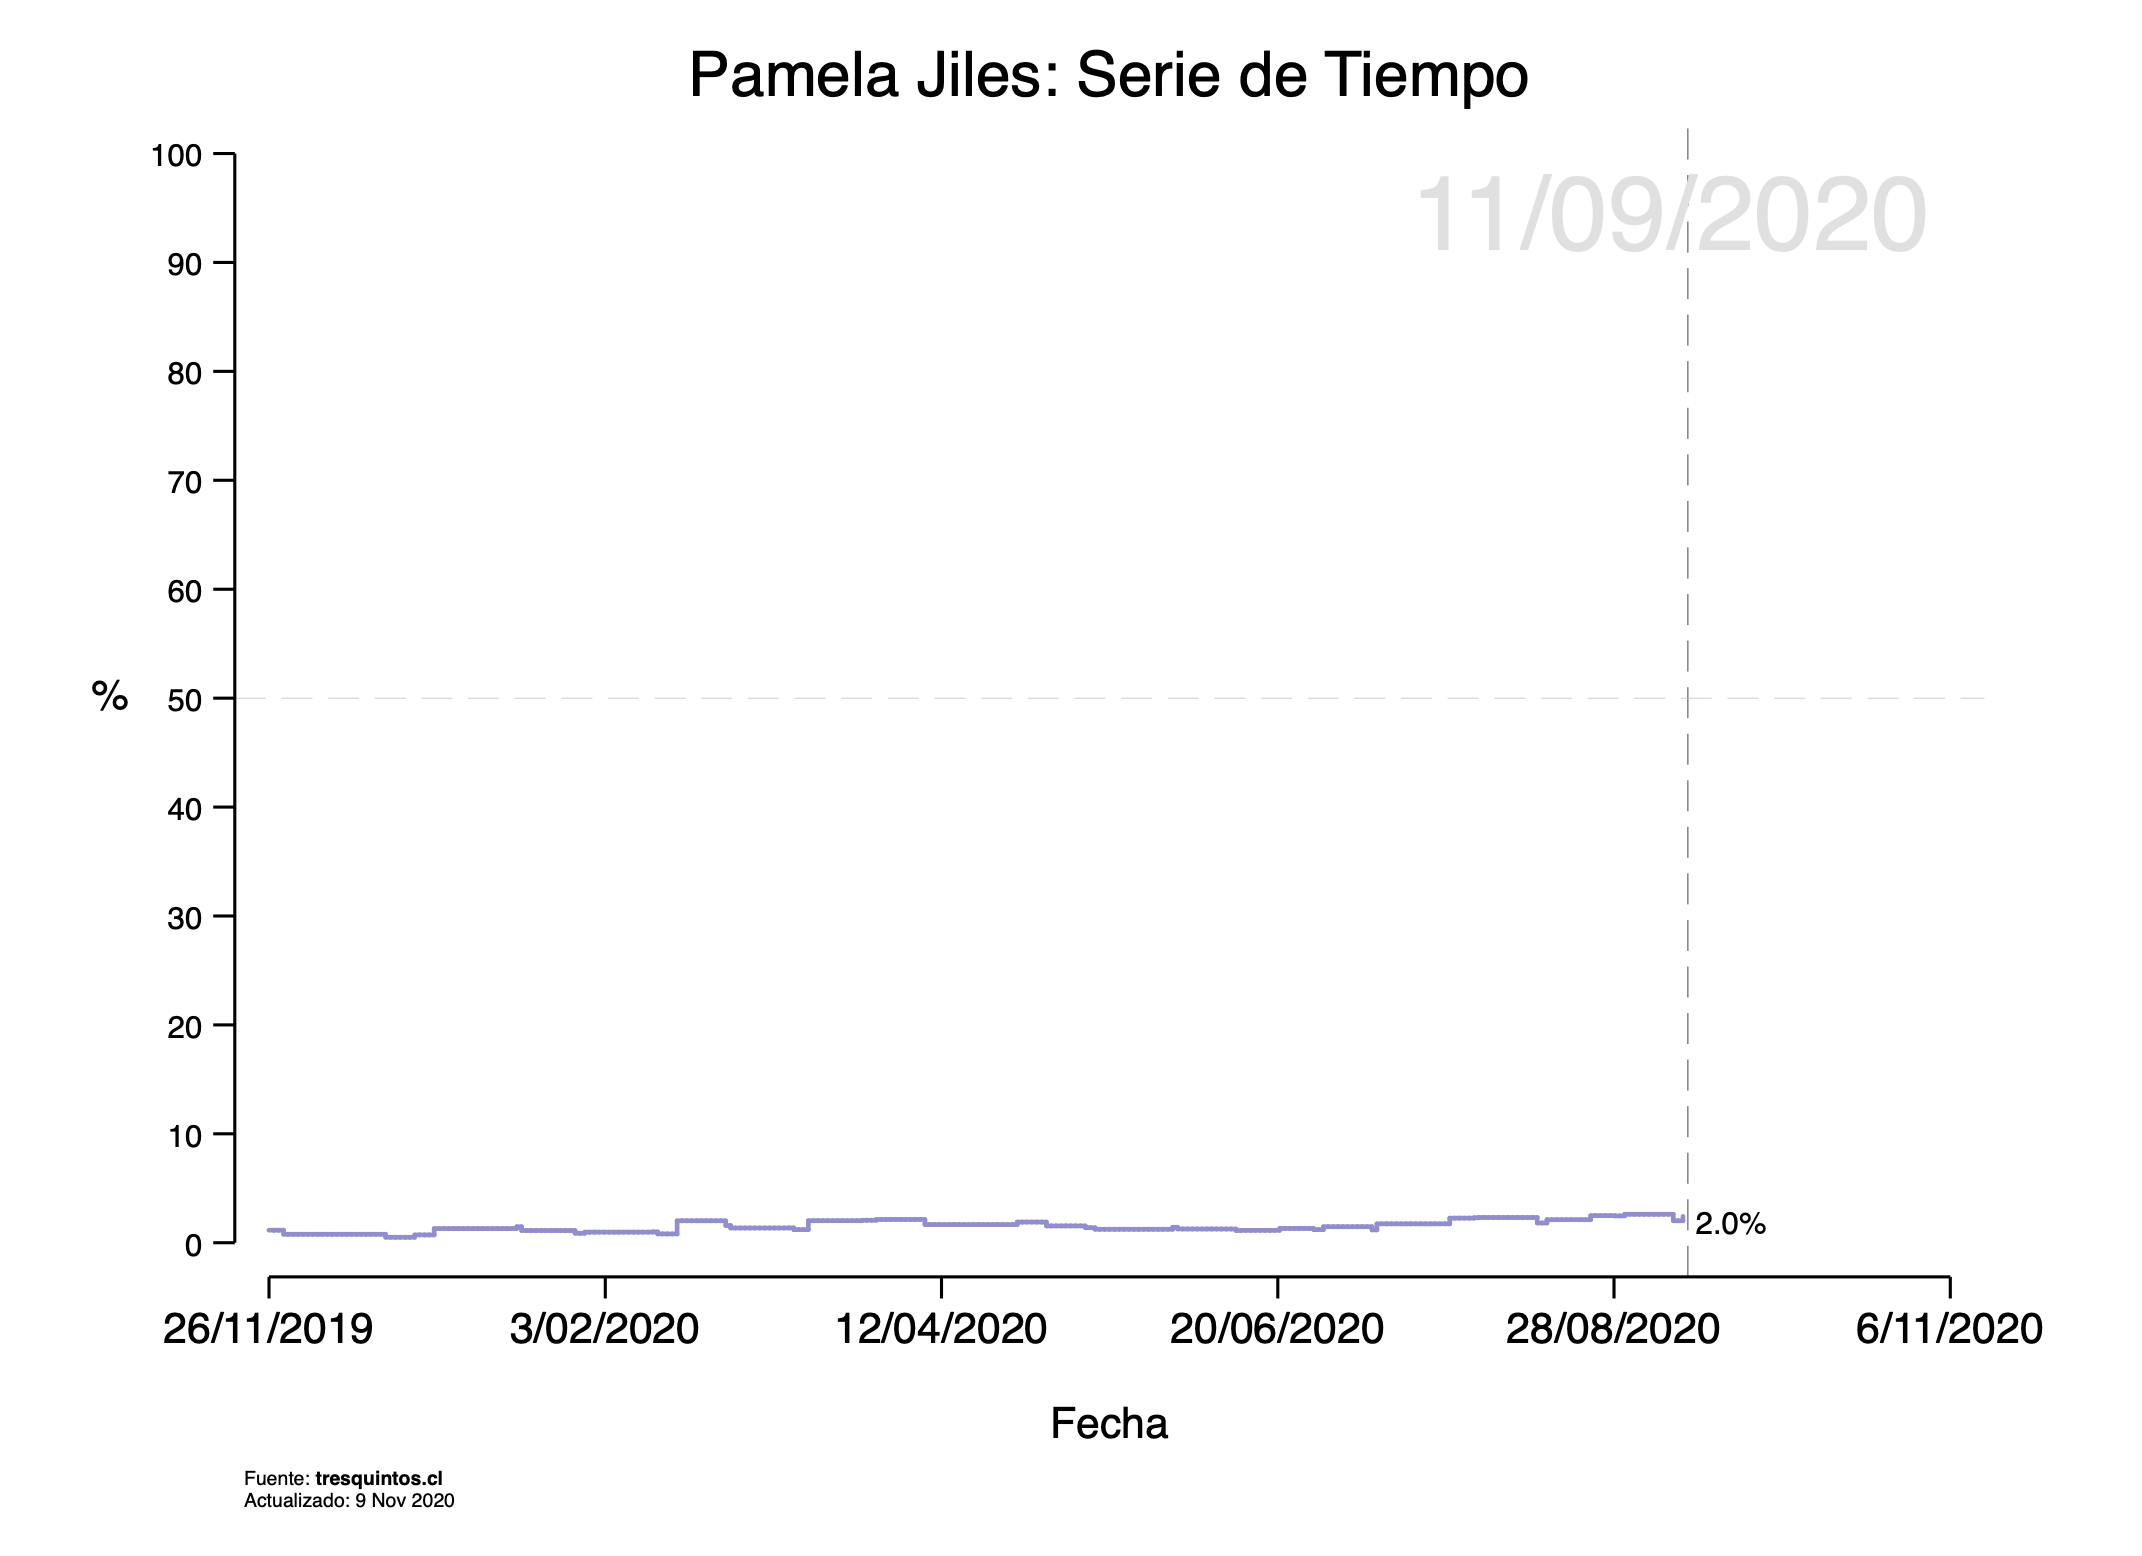 Pamela Jiles: Serie de Tiempo
11/09/2020
100
90
80
70
60
%
50
40
30
20
10
0
2.0%
26/11/2019 3/02/2020 12/04/2020 20/06/2020 28/08/2020 6/11/2020
Fecha
Fuente: tresquintos.cl
Actualizado: 9 Nov 2020